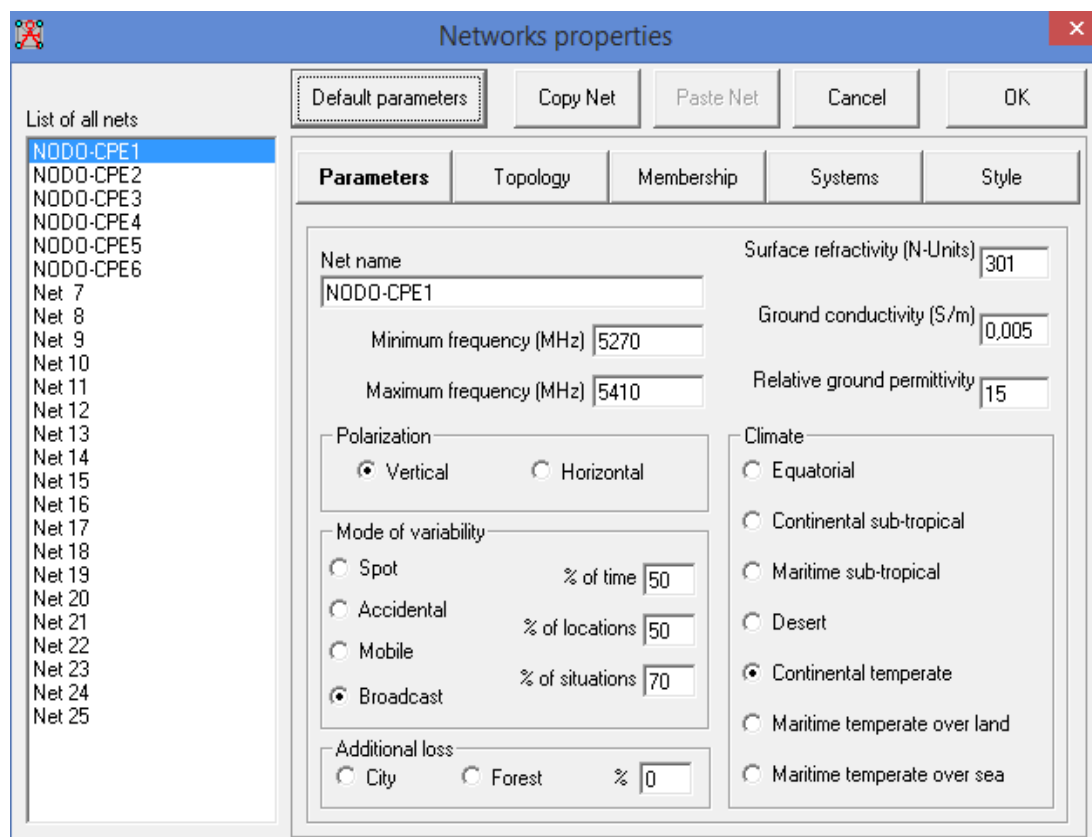 Networks properties
Default parameters
Copy Net
Paste Net
Cancel
OK
List of all nets
NODO-CPE1
NODO-CPE2
NODO-CPE3
NODO-CPE4
NODO-CPE5
NODO-CPE6
Net 7
Net 8
Net 9
Net 10
Net 11
Net 12
Net 13
Net 14
Net 15
Net 16
Net 17
Net 18
Net 19
Net 20
Net 21
Net 22
Net 23
Net 24
Net 25
Parameters
Topology
Membership
Systems
Style
Net name
NODO-CPE1
Minimum frequency (MHz) 5270
Maximum frequency (MHz) 5410
Surface refractivity (N-Units) 301
Ground conductivity (S/m) 0,005
Relative ground permittivity 15
Polarization
Vertical
Horizontal
Mode of variability
Spot
Accidental
Mobile
Broadcast
% of time 50
% of locations 50
% of situations 70
Additional loss
City
Forest
% 0
Climate
Equatorial
Continental sub-tropical
Maritime sub-tropical
Desert
Continental temperate
Maritime temperate over land
Maritime temperate over sea